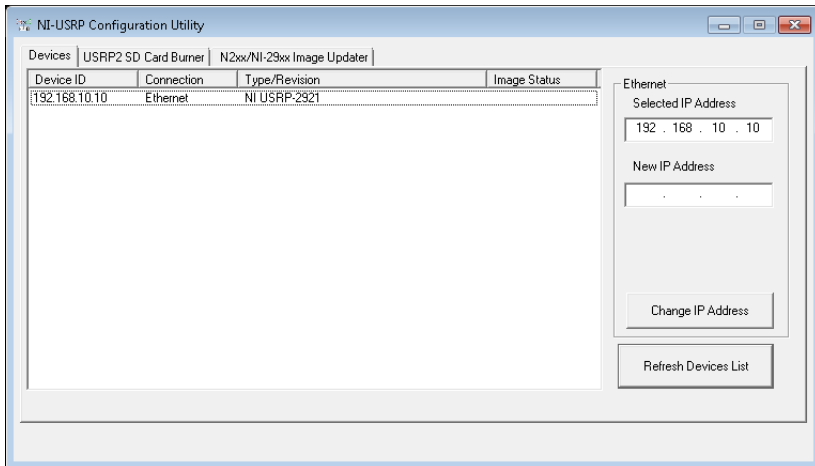 NI-USRP Configuration Utility
Devices USRP2 SD Card Burner N2xx/NI-29xx Image Updater
Device ID Connection Type/Revision Image Status
192.168.10.10 Ethernet NI USRP-2921
Ethernet
Selected IP Address
192 . 168 . 10 . 10
New IP Address
. . .
Change IP Address
Refresh Devices List